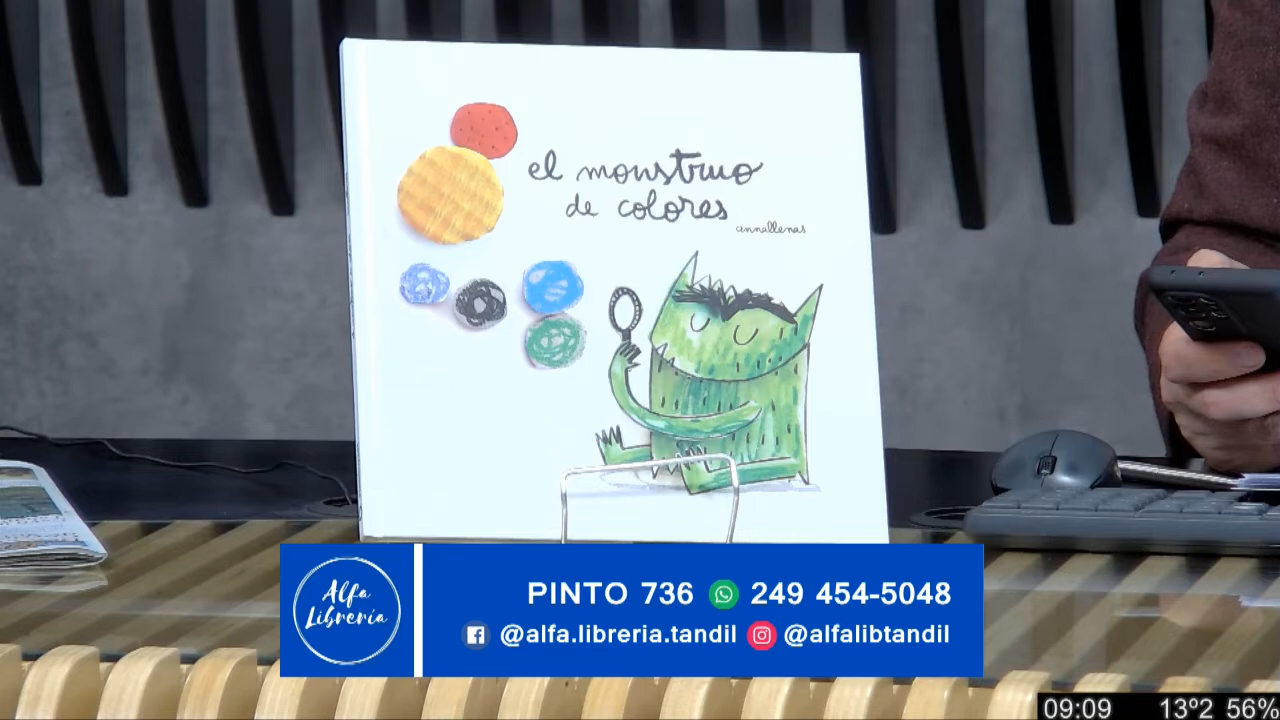 el monstruo
de colores
annallenas
Alfa
Librería
PINTO 736 249 454-5048
@alfa.libreria.tandil @alfalibtandil
09:09 13º2 56%